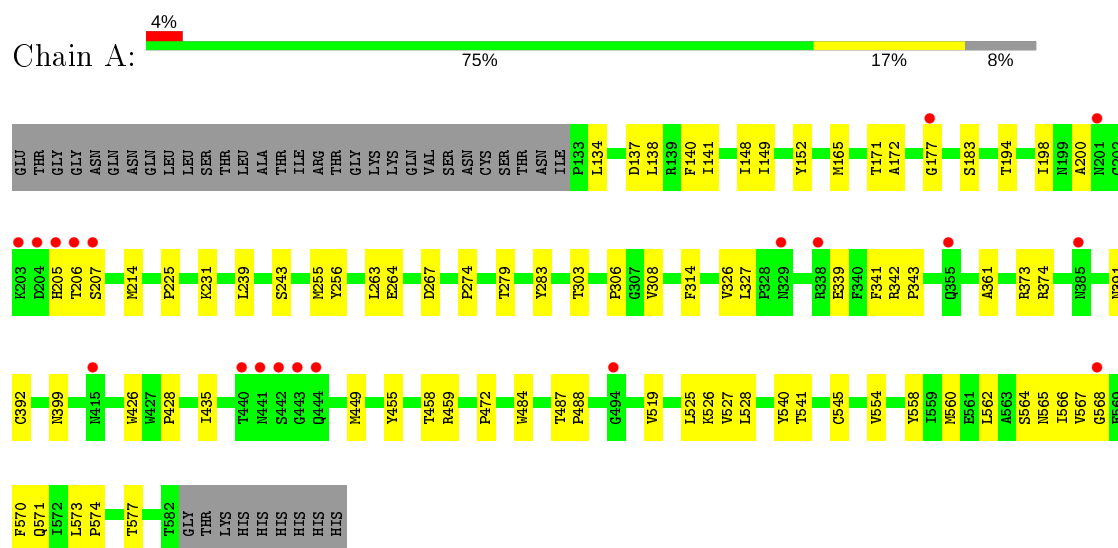 4%
Chain A:
75% 17% 8%
GLU THR GLY GLY ASN GLN ASN GLN LEU LEU SER THR LEU ALA THR ILE ARG THR GLY LYS LYS GLN VAL SER ASN CYS SER THR ASN ILE P133 L134 D137 L138 R139 F140 I141 I148 I149 Y152 M165 T171 A172 G177 S183 T194 I198 N199 A200 N201 G202
K203 D204 H205 T206 S207 M214 P225 K231 L239 S243 M255 Y256 L263 E264 D267 P274 T279 Y283 T303 P306 G307 V308 F314 V326 L327 P328 N329 R338 E339 F340 F341 R342 P343 Q355 A361 R373 R374 N385 N391
C392 N399 N415 W426 W427 P428 I435 T440 N441 S442 G443 Q444 M449 Y455 T458 R459 P472 W484 T487 P488 G494 V519 L525 K526 V527 L528 Y540 T541 C545 V554 Y558 I559 M560 E561 L562 A563 S564 N565 I566 V567 G568 E569
F570 Q571 I572 L573 P574 T577 T582 GLY THR LYS HIS HIS HIS HIS HIS HIS